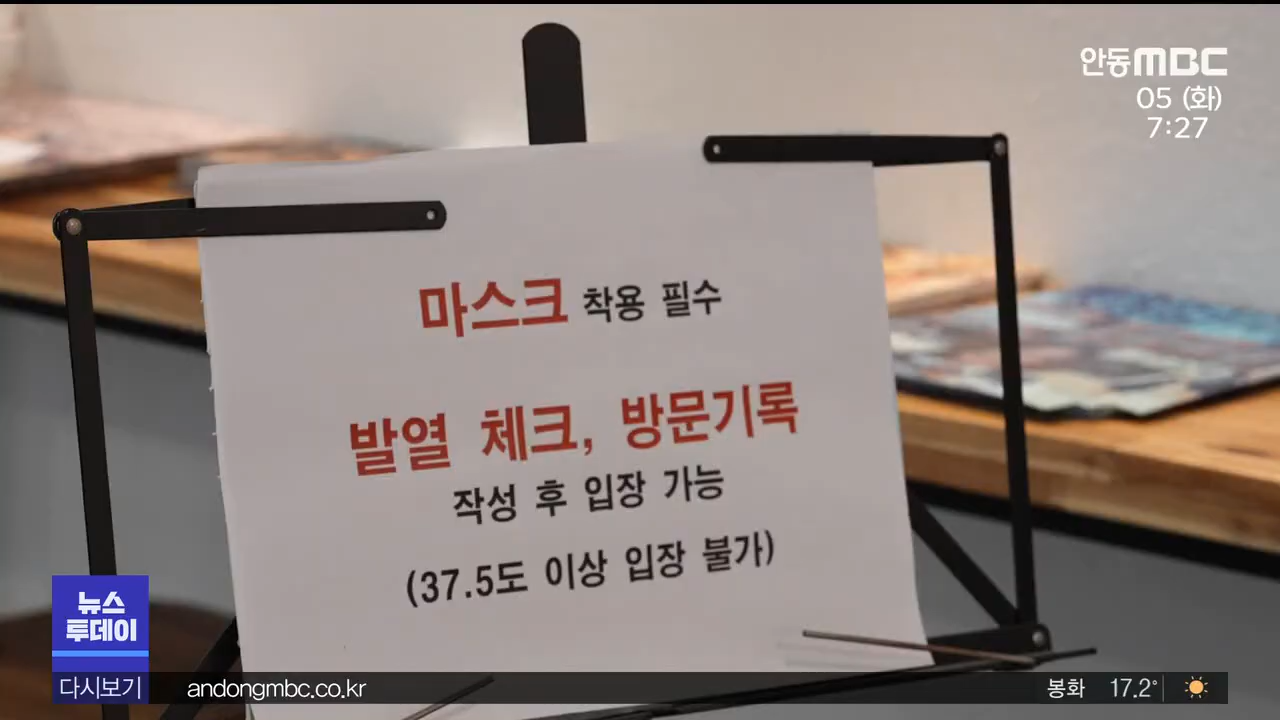 안동MBC
05 (화)
7:27
마스크 착용 필수
발열 체크, 방문기록
작성 후 입장 가능
(37.5도 이상 입장 불가)
뉴스
투데이
다시보기 andongmbc.co.kr 봉화 17.2°